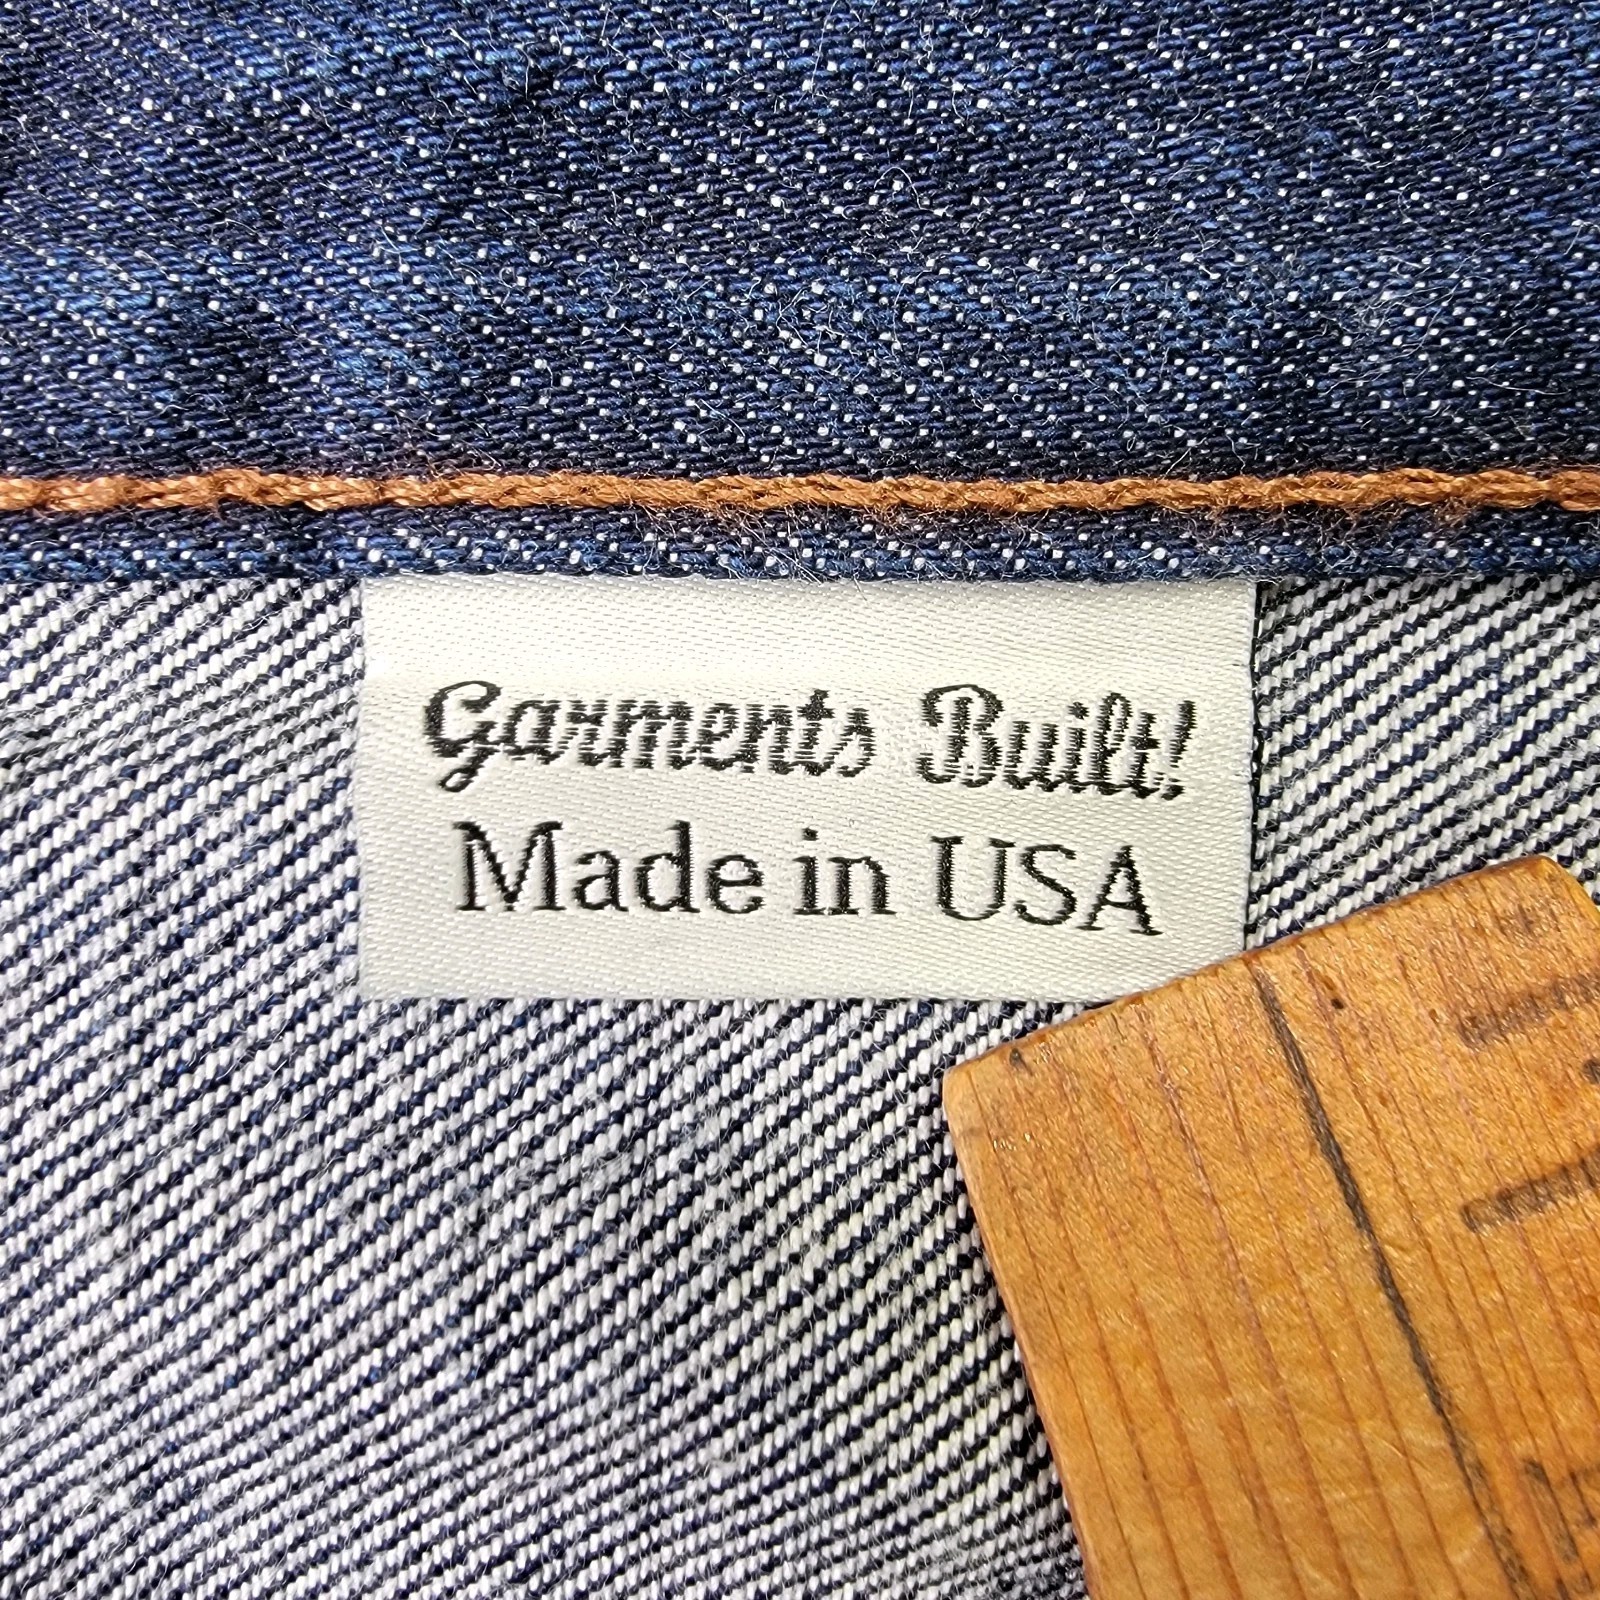 Garments Built!
Made in USA